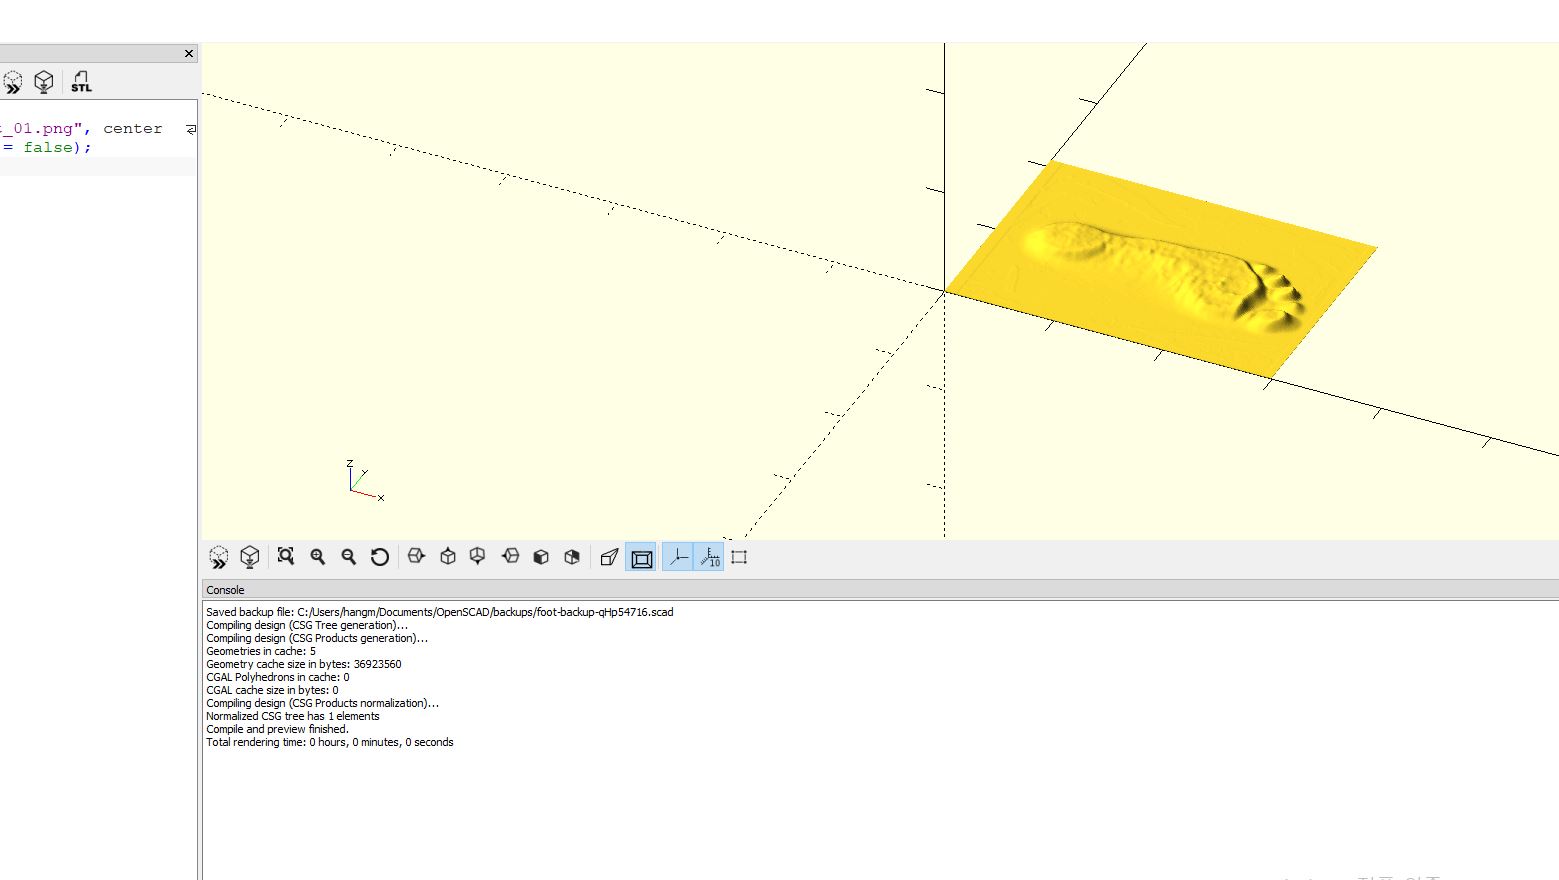 STL
t_01.png", center
= false);
Z
Y
X
10
Console
Saved backup file: C:/Users/hangm/Documents/OpenSCAD/backups/foot-backup-qHp54716.scad
Compiling design (CSG Tree generation)...
Compiling design (CSG Products generation)...
Geometries in cache: 5
Geometry cache size in bytes: 36923560
CGAL Polyhedrons in cache: 0
CGAL cache size in bytes: 0
Compiling design (CSG Products normalization)...
Normalized CSG tree has 1 elements
Compile and preview finished.
Total rendering time: 0 hours, 0 minutes, 0 seconds